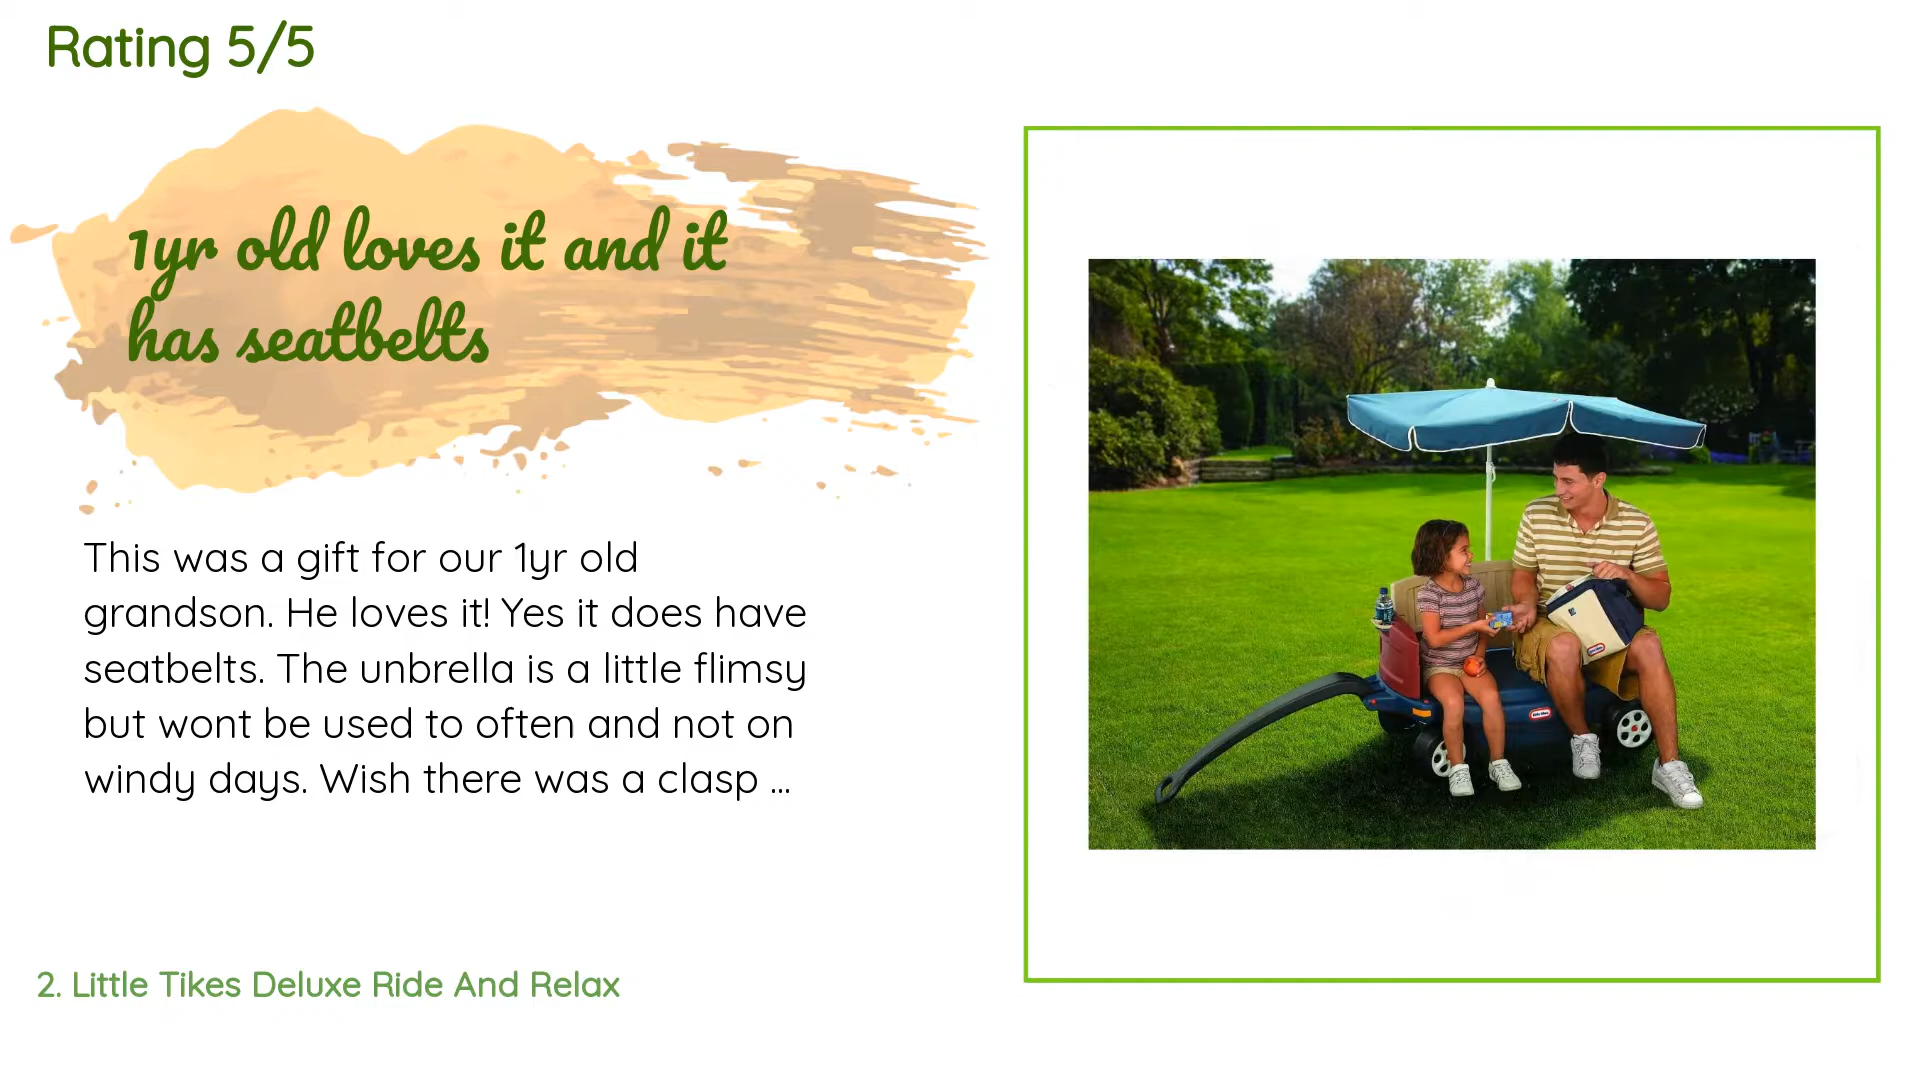 Rating 5/5
1yr old loves it and it
has seatbelts
This was a gift for our 1yr old
grandson. He loves it! Yes it does have
seatbelts. The unbrella is a little flimsy
but wont be used to often and not on
windy days. Wish there was a clasp ...
2. Little Tikes Deluxe Ride And Relax